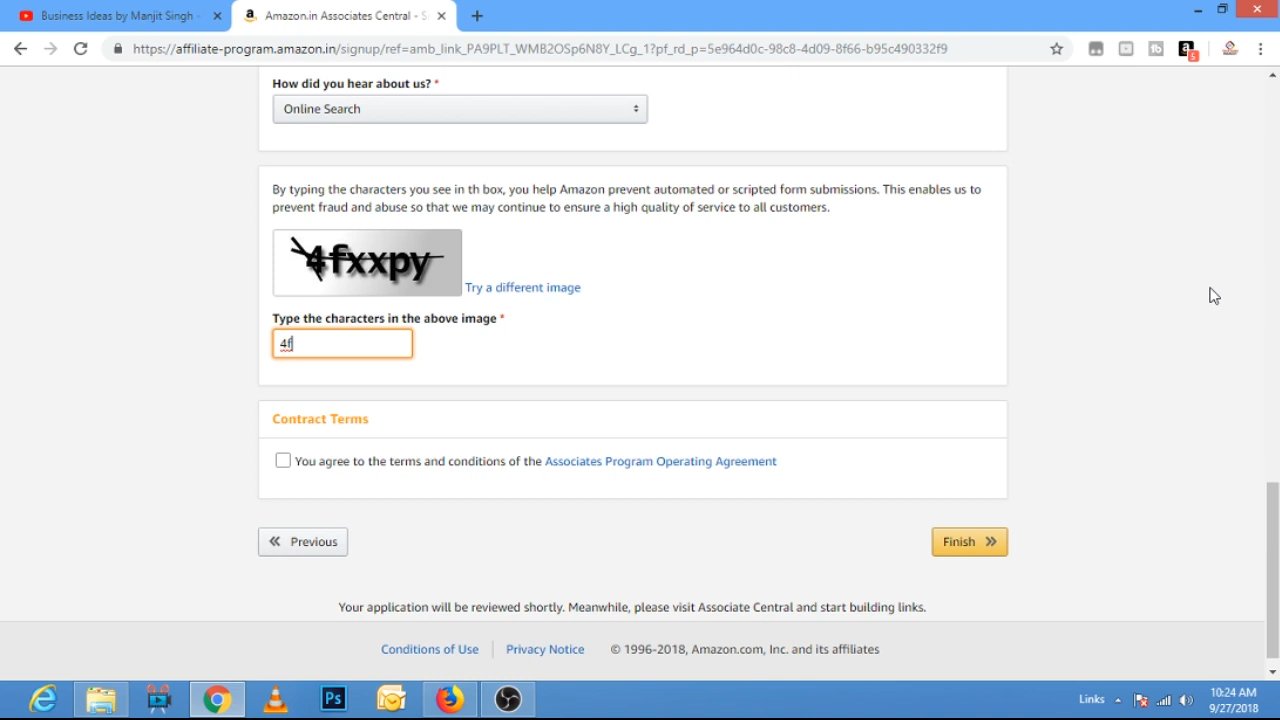 Business Ideas by Manjit Singh -
Amazon.in Associates Central - S
https://affiliate-program.amazon.in/signup/ref=amb_link_PA9PLT_WMB2OSp6N8Y_LCg_1?pf_rd_p=5e964d0c-98c8-4d09-8f66-b95c490332f9
How did you hear about us? *
Online Search
By typing the characters you see in th box, you help Amazon prevent automated or scripted form submissions. This enables us to
prevent fraud and abuse so that we may continue to ensure a high quality of service to all customers.
4fxxpy
Try a different image
Type the characters in the above image *
4f
Contract Terms
You agree to the terms and conditions of the Associates Program Operating Agreement
« Previous
Finish »
Your application will be reviewed shortly. Meanwhile, please visit Associate Central and start building links.
Conditions of Use
Privacy Notice
© 1996-2018, Amazon.com, Inc. and its affiliates
Ps
Links
10:24 AM
9/27/2018